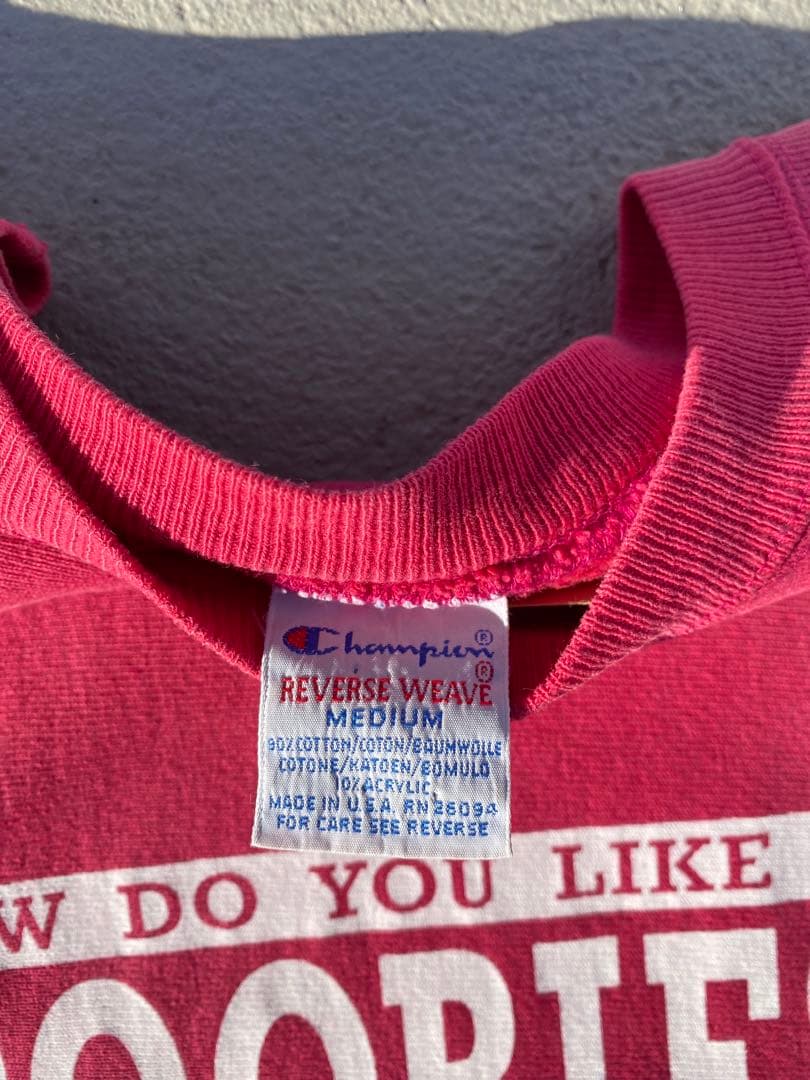 Champion®
REVERSE WEAVE®
MEDIUM
90% COTTON/COTON/BAUMWOLLE
COTONE/KATOEN/BOMULD
10% ACRYLIC
MADE IN U.S.A. RN 26094
FOR CARE SEE REVERSE
W DO YOU LIKE
OORIE